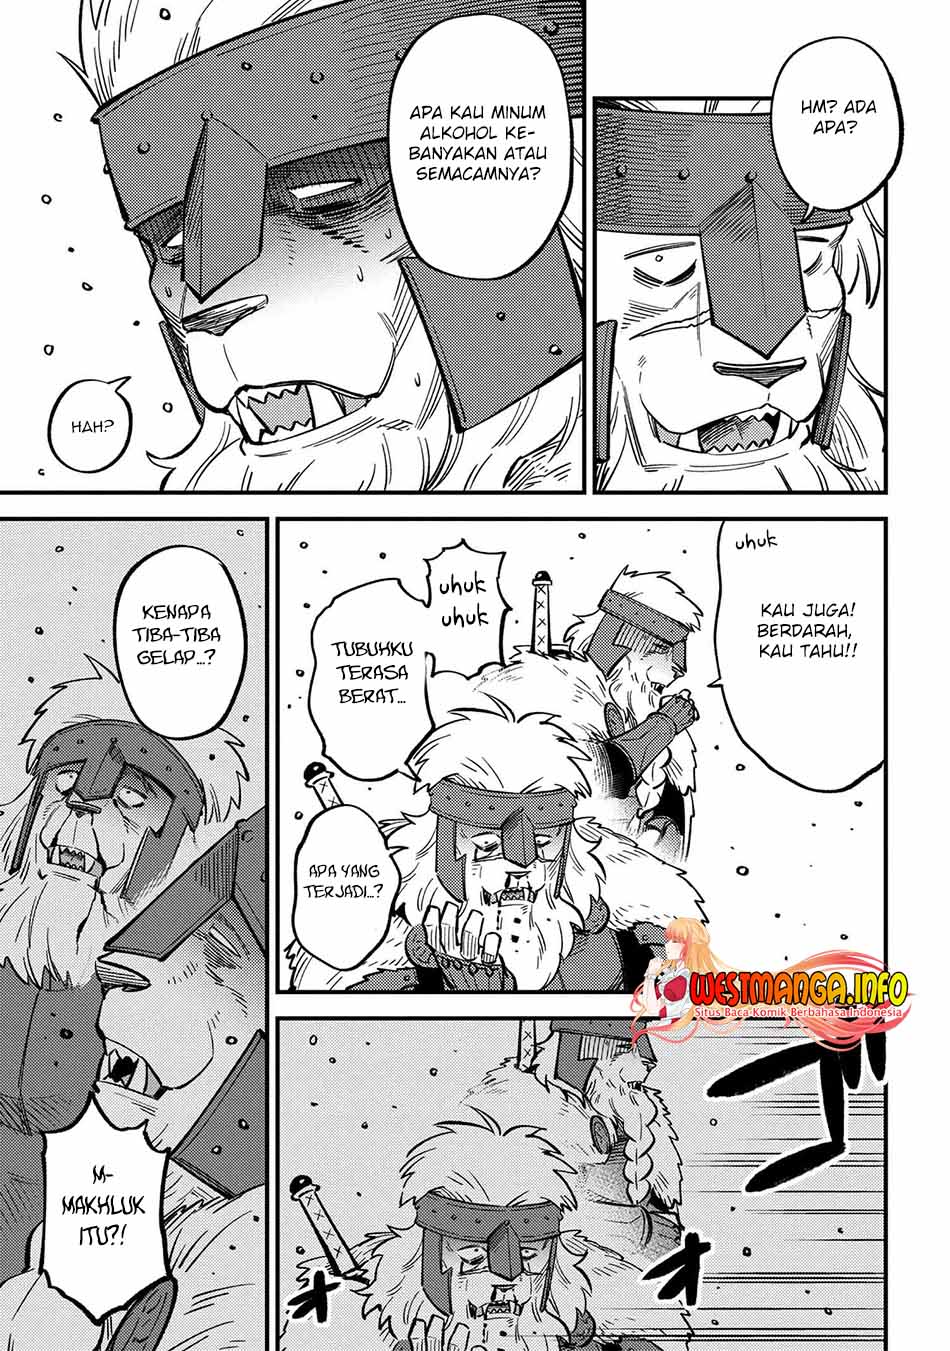 HM? ADA
APA?
APA KAU MINUM
ALKOHOL KE-
BANYAKAN ATAU
SEMACAMNYA?
HAH?
UHUK
KAU JUGA!
BERDARAH,
KAU TAHU!!
UHUK
UHUK
TUBUHKU
TERASA
BERAT...
APA YANG
TERJADI..?
KENAPA
TIBA-TIBA
GELAP...?
WESTMANGA.INFO
Situs Baca Komik Berbahasa Indonesia
M-
MAKHLUK
ITU?!